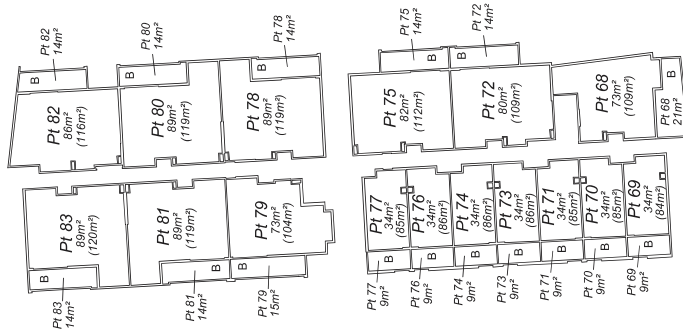 Pt 82
14m²
B
Pt 82
86m²
(116m²)
Pt 80
14m²
B
Pt 80
89m²
(119m²)
Pt 78
14m²
B
Pt 78
89m²
(119m²)
Pt 83
89m²
(120m²)
B
Pt 83
14m²
Pt 81
89m²
(119m²)
B
Pt 81
14m²
Pt 79
73m²
(104m²)
B
Pt 79
15m²
Pt 75
14m²
B
Pt 75
82m²
(112m²)
Pt 72
14m²
B
Pt 72
80m²
(109m²)
Pt 68
73m²
(109m²)
B
Pt 68
21m²
Pt 77
34m²
(85m²)
B
Pt 77
9m²
Pt 76
34m²
(86m²)
B
Pt 76
9m²
Pt 74
34m²
(86m²)
B
Pt 74
9m²
Pt 73
34m²
(86m²)
B
Pt 73
9m²
Pt 71
34m²
(85m²)
B
Pt 71
9m²
Pt 70
34m²
(85m²)
B
Pt 70
9m²
Pt 69
34m²
(84m²)
B
Pt 69
9m²